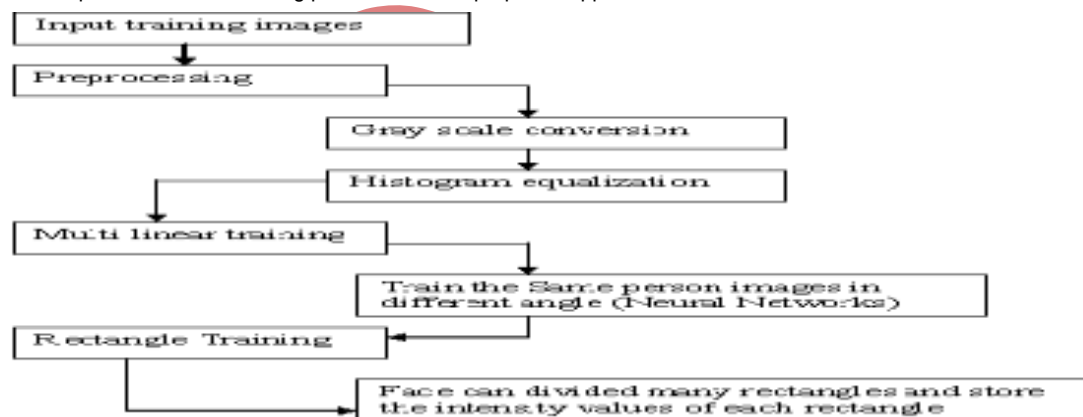 Input training images
Preprocessing
Gray scale conversion
Histogram equalization
Multi linear training
Train the Same person images in
different angle (Neural Networks)
Rectangle Training
Face can divided many rectangles and store
the intensity values of each rectangle